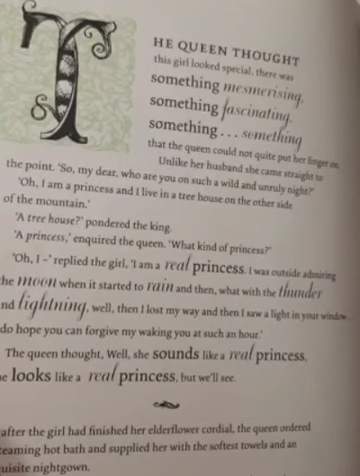 THE QUEEN THOUGHT
this girl looked special, there was
something mesmerising,
something fascinating,
something . . . something
that the queen could not quite put her finger on.
Unlike her husband she came straight to
the point. ‘So, my dear, who are you on such a wild and unruly night?’
‘Oh, I am a princess and I live in a tree house on the other side
of the mountain.’
‘A tree house?’ pondered the king.
‘A princess,’ enquired the queen. ‘What kind of princess?’
‘Oh, I –’ replied the girl, ‘I am a real princess. I was outside admiring
the moon when it started to rain and then, what with the thunder
nd lightning, well, then I lost my way and then I saw a light in your window
do hope you can forgive my waking you at such an hour.’
The queen thought, Well, she sounds like a real princess,
e looks like a real princess, but we’ll see.
after the girl had finished her elderflower cordial, the queen ordered
teaming hot bath and supplied her with the softest towels and an
quisite nightgown.